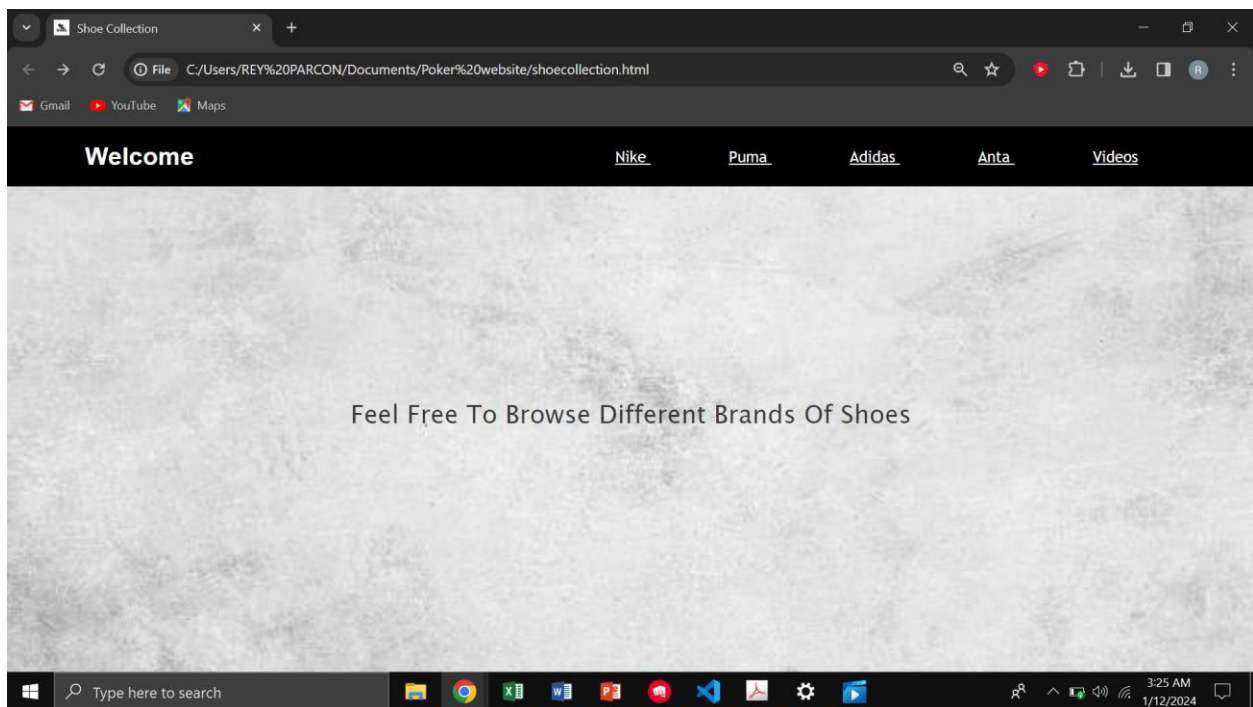 Shoe Collection
File C:/Users/REY%20PARCON/Documents/Poker%20website/shoecollection.html
R
Gmail YouTube Maps
Welcome Nike Puma Adidas Anta Videos
Feel Free To Browse Different Brands Of Shoes
Type here to search
3:25 AM
1/12/2024